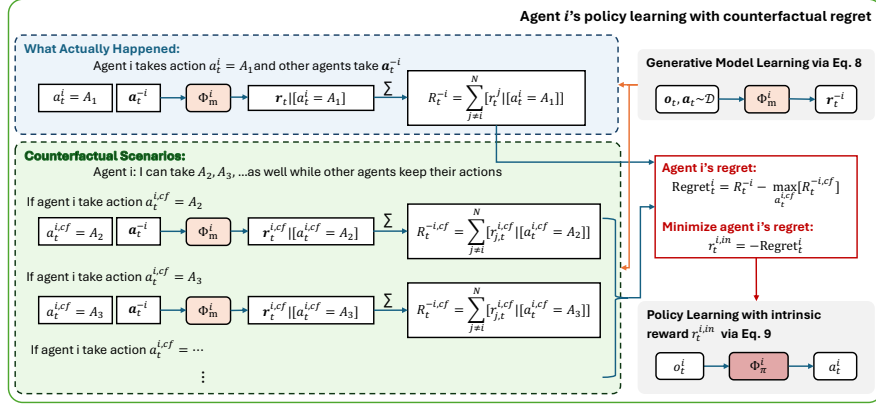 Agent i's policy learning with counterfactual regret
What Actually Happened:
Agent i takes action a_t^i = A_1 and other agents take a_t^{-i}
a_t^i = A_1
a_t^{-i}
Φ_m^i
r_t|[a_t^i = A_1]
∑
R_t^{-i} = ∑_{j≠i}^N [r_t^j|[a_t^i = A_1]]
Generative Model Learning via Eq. 8
o_t, a_t~𝒟
Φ_m^i
r_t^{-i}
Counterfactual Scenarios:
Agent i: I can take A_2, A_3, ...as well while other agents keep their actions
If agent i take action a_t^{i,cf} = A_2
a_t^{i,cf} = A_2
a_t^{-i}
Φ_m^i
r_t^{i,cf}|[a_t^{i,cf} = A_2]
∑
R_t^{-i,cf} = ∑_{j≠i}^N [r_{j,t}^{i,cf}|[a_t^{i,cf} = A_2]]
If agent i take action a_t^{i,cf} = A_3
a_t^{i,cf} = A_3
a_t^{-i}
Φ_m^i
r_t^{i,cf}|[a_t^{i,cf} = A_3]
∑
R_t^{-i,cf} = ∑_{j≠i}^N [r_{j,t}^{i,cf}|[a_t^{i,cf} = A_3]]
If agent i take action a_t^{i,cf} = ⋯
⋮
Agent i's regret:
Regret_t^i = R_t^{-i} − max_{a_t^{i,cf}}[R_t^{-i,cf}]
Minimize agent i's regret:
r_t^{i,in} = −Regret_t^i
Policy Learning with intrinsic
reward r_t^{i,in} via Eq. 9
o_t^i
Φ_π^i
a_t^i